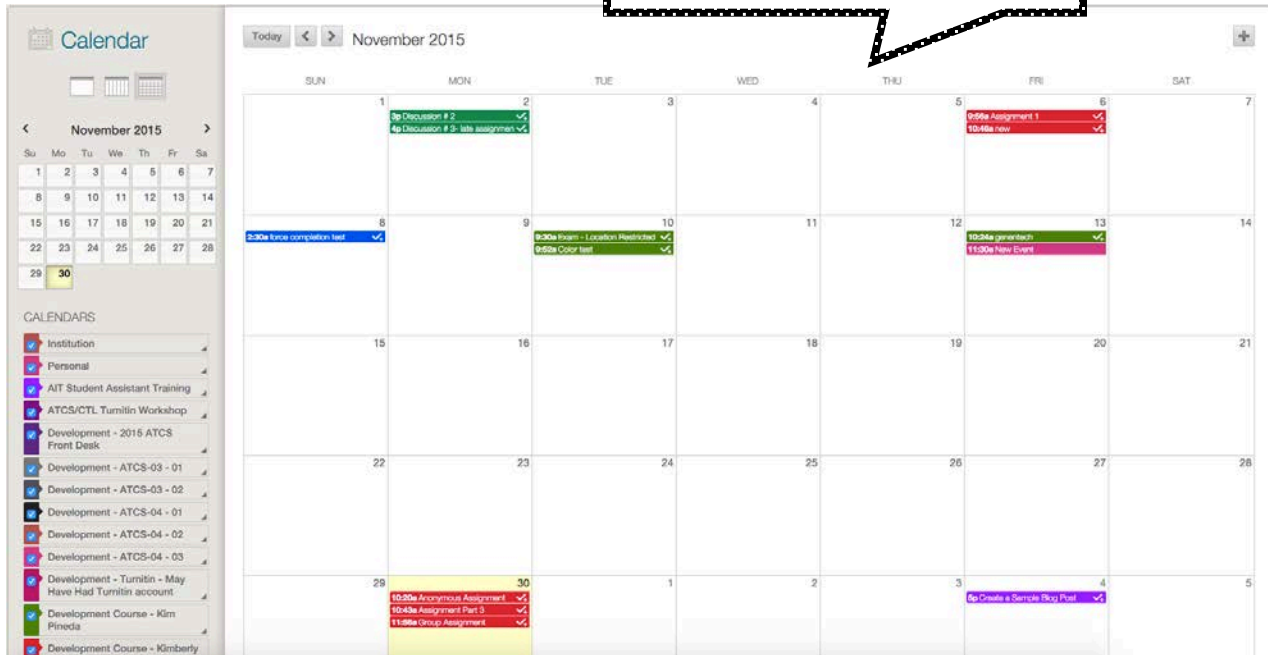 Calendar
November 2015
Su Mo Tu We Th Fr Sa
1 2 3 4 5 6 7
8 9 10 11 12 13 14
15 16 17 18 19 20 21
22 23 24 25 26 27 28
29 30
CALENDARS
Institution
Personal
AIT Student Assistant Training
ATCS/CTL Turnitin Workshop
Development - 2015 ATCS
Front Desk
Development - ATCS-03 - 01
Development - ATCS-03 - 02
Development - ATCS-04 - 01
Development - ATCS-04 - 02
Development - ATCS-04 - 03
Development - Turnitin - May
Have Had Turnitin account
Development Course - Kim
Pineda
Development Course - Kimberly
Today < > November 2015 +
SUN MON TUE WED THU FRI SAT
1 2 3 4 5 6 7
3p Discussion # 2
4p Discussion # 3- late assignmen
9:56a Assignment 1
10:46a new
8 9 10 11 12 13 14
2:30a force completion test
9:30a Exam - Location Restricted
9:52a Color test
10:24a genentech
11:30a New Event
15 16 17 18 19 20 21
22 23 24 25 26 27 28
29 30 1 2 3 4 5
10:20a Anonymous Assignment
10:43a Assignment Part 3
11:56a Group Assignment
5p Create a Sample Blog Post